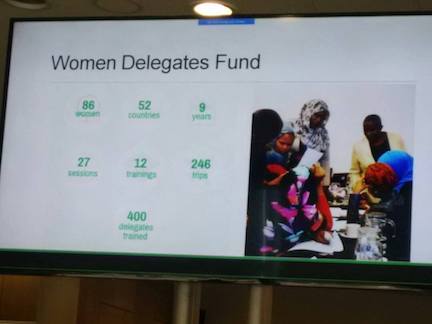 Women Delegates Fund
86 52 9
women countries years
27 12 246
sessions trainings trips
400
delegates
trained